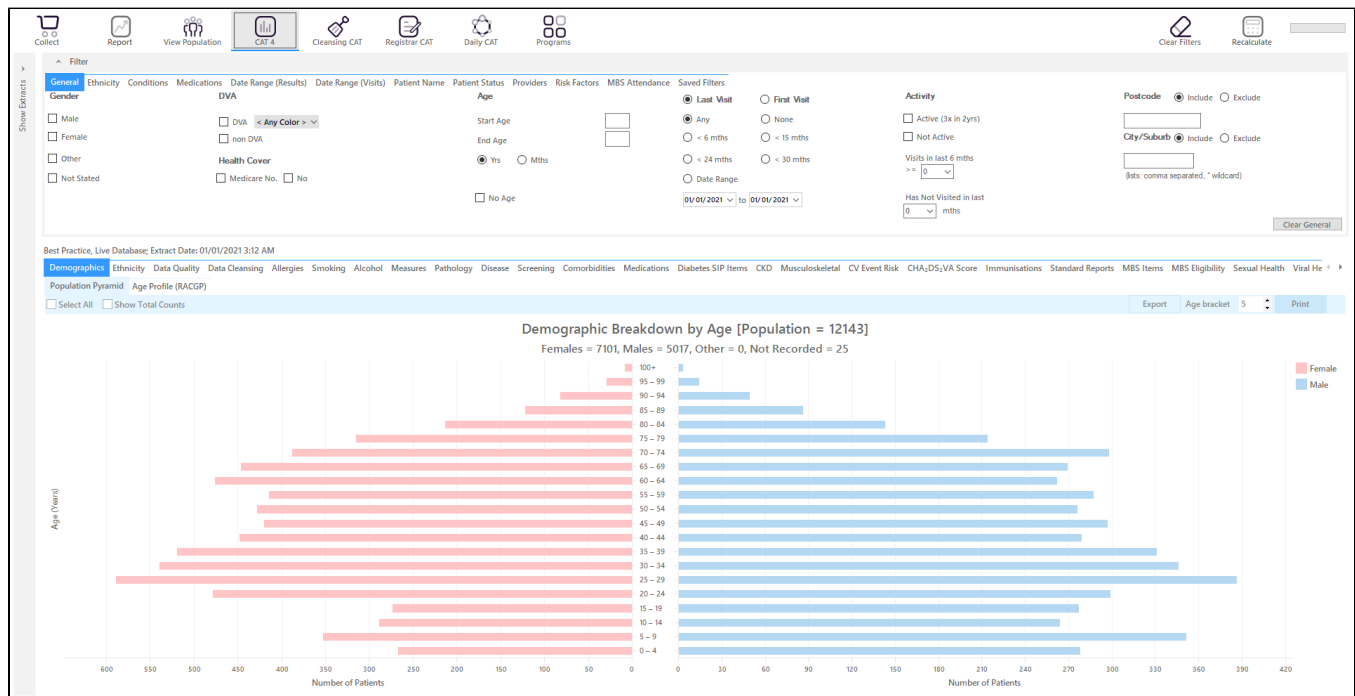 Collect Report View Population CAT 4 Cleansing CAT Registrar CAT Daily CAT Programs Clear Filters Recalculate
Show Extracts
Filter
General Ethnicity Conditions Medications Date Range (Results) Date Range (Visits) Patient Name Patient Status Providers Risk Factors MBS Attendance Saved Filters
Gender DVA Age Last Visit First Visit Activity Postcode Include Exclude
Male DVA < Any Color > Start Age Any None Active (3x in 2yrs)
Female non DVA End Age < 6 mths < 15 mths Not Active City/Suburb Include Exclude
Other Health Cover Yrs Mths < 24 mths < 30 mths Visits in last 6 mths
Not Stated Medicare No. No Date Range >= 0 (lists: comma separated, * wildcard)
No Age 01/01/2021 to 01/01/2021 Has Not Visited in last
0 mths
Clear General
Best Practice, Live Database; Extract Date: 01/01/2021 3:12 AM
Demographics Ethnicity Data Quality Data Cleansing Allergies Smoking Alcohol Measures Pathology Disease Screening Comorbidities Medications Diabetes SIP Items CKD Musculoskeletal CV Event Risk CHA₂DS₂VA Score Immunisations Standard Reports MBS Items MBS Eligibility Sexual Health Viral He
Population Pyramid Age Profile (RACGP)
Select All Show Total Counts Export Age bracket 5 Print
Demographic Breakdown by Age [Population = 12143]
Females = 7101, Males = 5017, Other = 0, Not Recorded = 25
Female
Male
Age (Years)
100+
95 – 99
90 – 94
85 – 89
80 – 84
75 – 79
70 – 74
65 – 69
60 – 64
55 – 59
50 – 54
45 – 49
40 – 44
35 – 39
30 – 34
25 – 29
20 – 24
15 – 19
10 – 14
5 – 9
0 – 4
600 550 500 450 400 350 300 250 200 150 100 50 0 0 30 60 90 120 150 180 210 240 270 300 330 360 390 420
Number of Patients Number of Patients